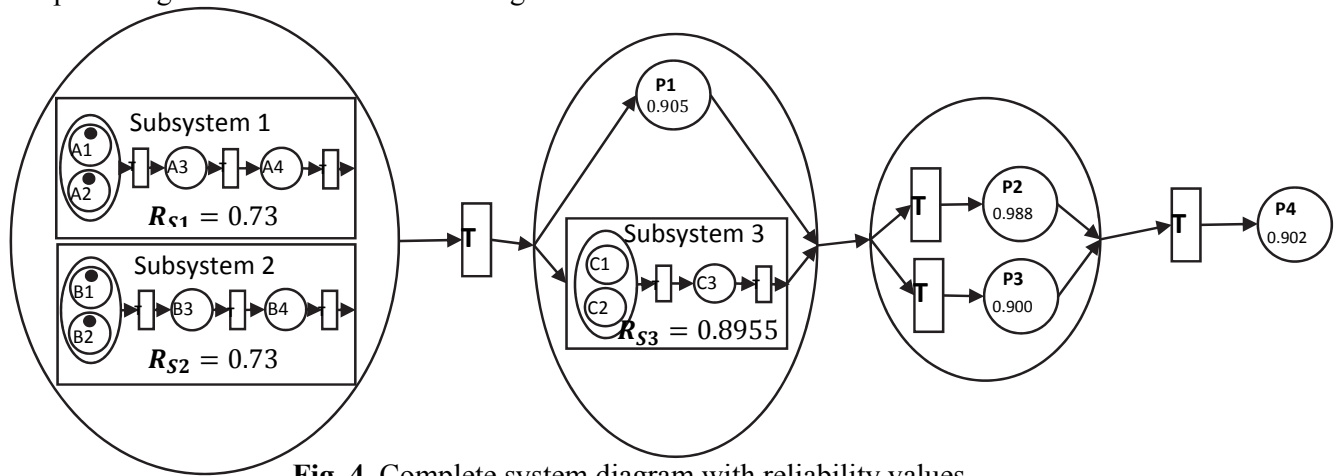 Subsystem 1
A1
A2
T
A3
T
A4
T
R_S1 = 0.73
Subsystem 2
B1
B2
T
B3
T
B4
T
R_S2 = 0.73
T
P1
0.905
Subsystem 3
C1
C2
T
C3
T
R_S3 = 0.8955
T
P2
0.988
T
P3
0.900
T
P4
0.902
Fig. 4. Complete system diagram with reliability values